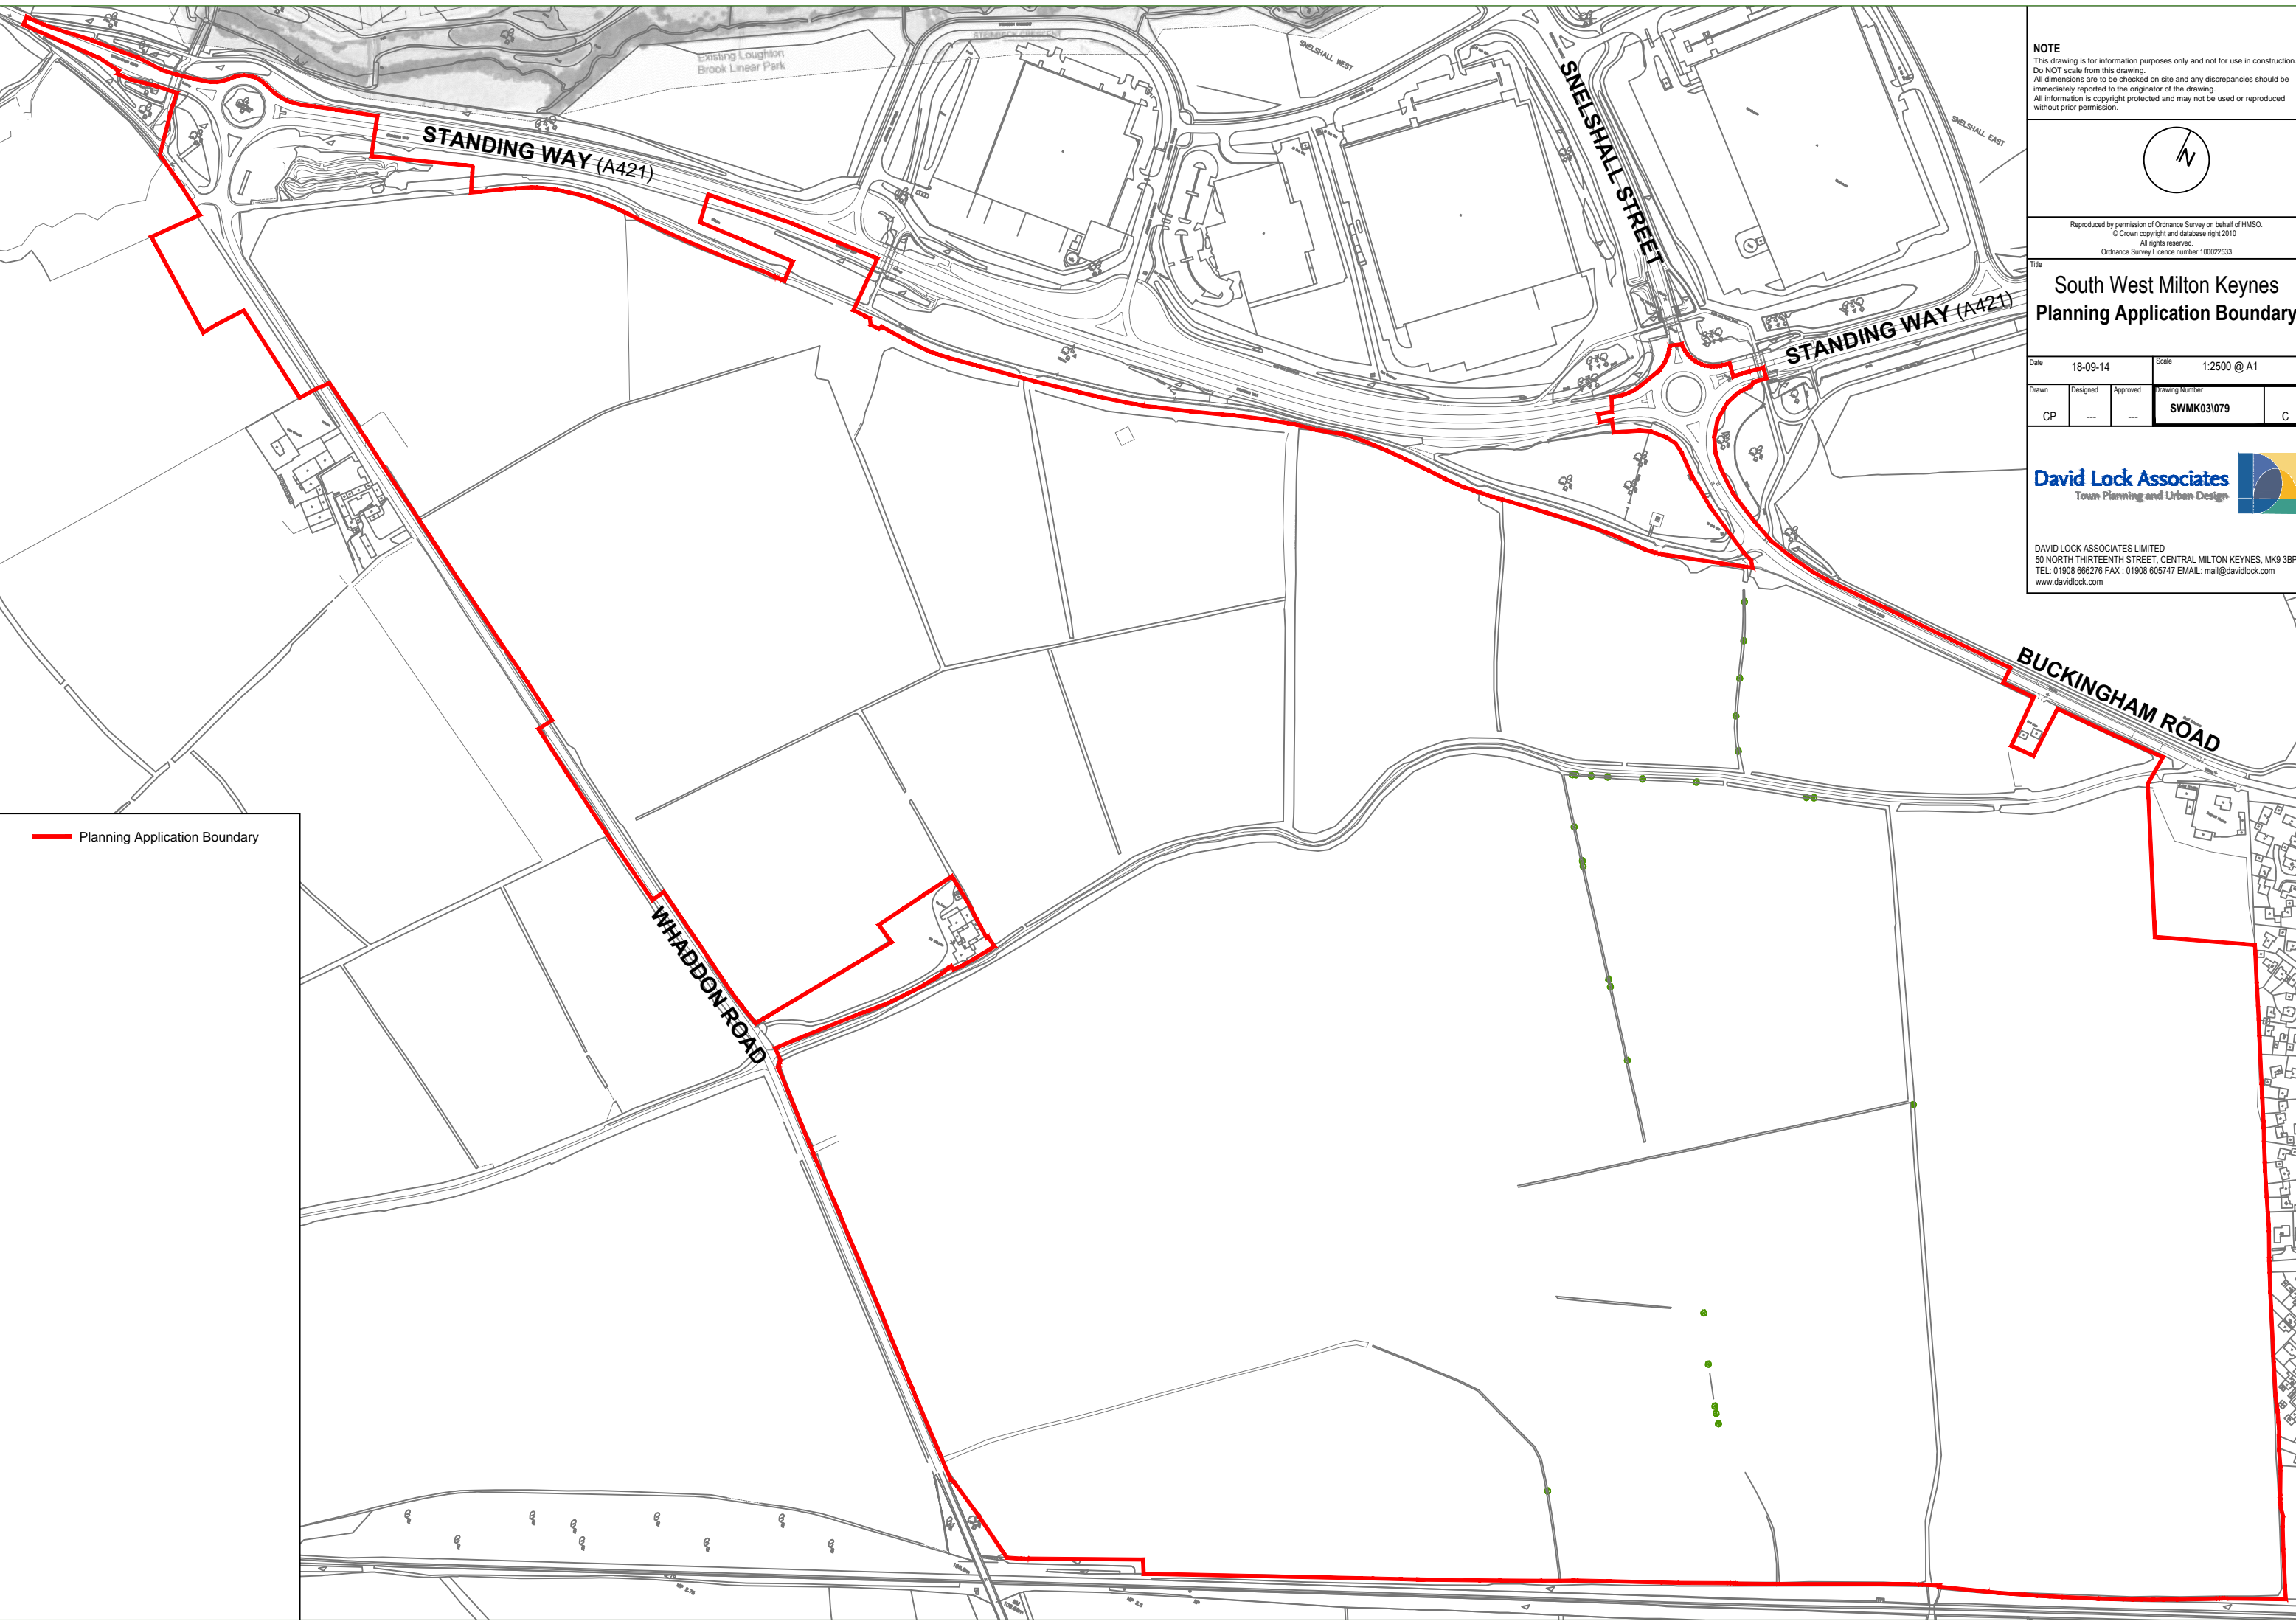 Existing Loughton
Brook Linear Park
STEINBECK CRESCENT
SNELSHALL WEST
SNELSHALL STREET
SNELSHALL EAST
STANDING WAY (A421)
STANDING WAY (A421)
BUCKINGHAM ROAD
WHADDON ROAD
Planning Application Boundary
NOTE
This drawing is for information purposes only and not for use in construction.
Do NOT scale from this drawing.
All dimensions are to be checked on site and any discrepancies should be
immediately reported to the originator of the drawing.
All information is copyright protected and may not be used or reproduced
without prior permission.
N
Reproduced by permission of Ordnance Survey on behalf of HMSO.
© Crown copyright and database right 2010
All rights reserved.
Ordnance Survey Licence number 100022533
Title
South West Milton Keynes
Planning Application Boundary
Date 18-09-14 Scale 1:2500 @ A1
Drawn Designed Approved Drawing Number
CP --- --- SWMK03\079 C
David Lock Associates
Town Planning and Urban Design
DAVID LOCK ASSOCIATES LIMITED
50 NORTH THIRTEENTH STREET, CENTRAL MILTON KEYNES, MK9 3BP
TEL: 01908 666276 FAX : 01908 605747 EMAIL: mail@davidlock.com
www.davidlock.com